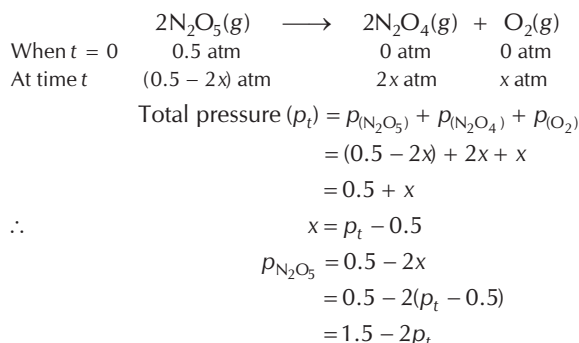 2N₂O₅(g) ⟶ 2N₂O₄(g) + O₂(g)
When t = 0 0.5 atm 0 atm 0 atm
At time t (0.5 – 2x) atm 2x atm x atm
Total pressure (pₜ) = p(N₂O₅) + p(N₂O₄) + p(O₂)
= (0.5 – 2x) + 2x + x
= 0.5 + x
∴ x = pₜ – 0.5
pN₂O₅ = 0.5 – 2x
= 0.5 – 2(pₜ – 0.5)
= 1.5 – 2pₜ